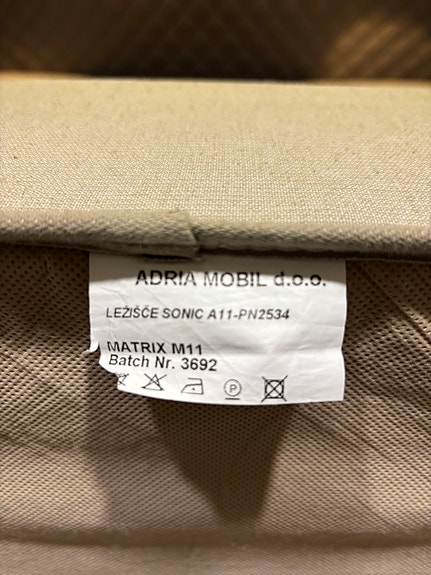 ADRIA MOBIL d.o.o.
LEŽIŠČE SONIC A11-PN2534
MATRIX M11
Batch Nr. 3692
P